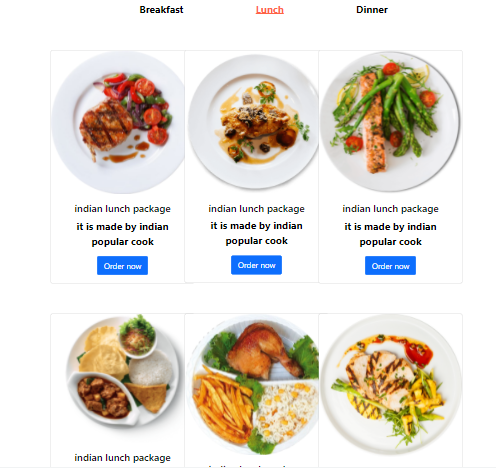 Breakfast Lunch Dinner
indian lunch package indian lunch package indian lunch package
it is made by indian it is made by indian it is made by indian
popular cook popular cook popular cook
Order now Order now Order now
indian lunch package